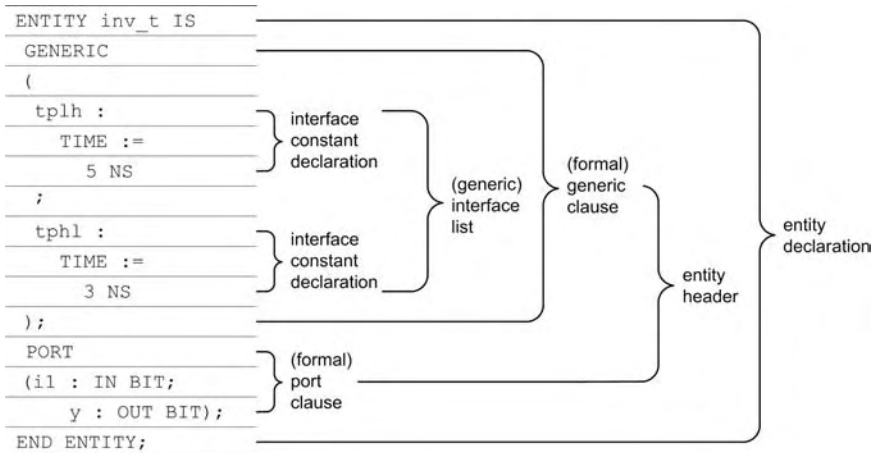 ENTITY inv_t IS
GENERIC
(
tplh :
TIME :=
5 NS
;
tphl :
TIME :=
3 NS
);
PORT
(i1 : IN BIT;
y : OUT BIT);
END ENTITY;
interface
constant
declaration
interface
constant
declaration
(formal)
port
clause
(generic)
interface
list
(formal)
generic
clause
entity
header
entity
declaration